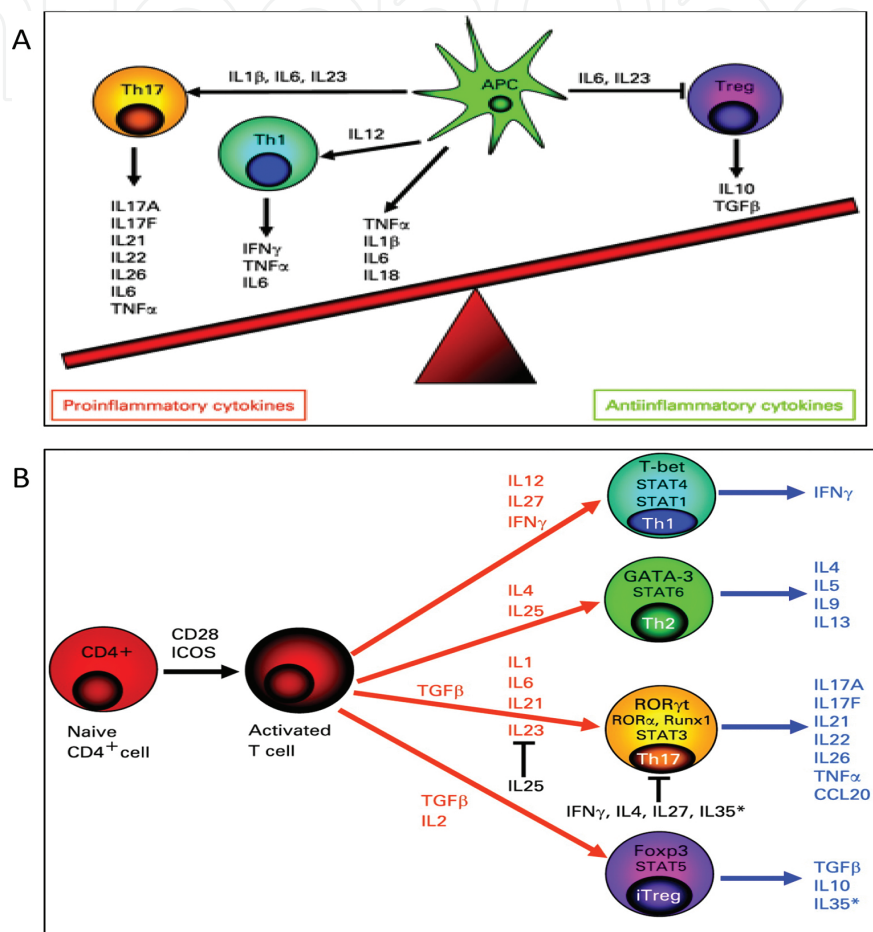 A
IL1β, IL6, IL23
APC
IL6, IL23
Th17
Treg
Th1
IL12
IL10
TGFβ
IL17A
IL17F
IL21
IL22
IL26
IL6
TNFα
IFNγ
TNFα
IL6
TNFα
IL1β
IL6
IL18
Proinflammatory cytokines
Antiinflammatory cytokines
B
CD4+
Naive
CD4+ cell
CD28
ICOS
Activated
T cell
IL12
IL27
IFNγ
T-bet
STAT4
STAT1
Th1
IFNγ
IL4
IL25
GATA-3
STAT6
Th2
IL4
IL5
IL9
IL13
TGFβ
IL1
IL6
IL21
IL23
IL25
RORγt
RORα, Runx1
STAT3
Th17
IFNγ, IL4, IL27, IL35*
IL17A
IL17F
IL21
IL22
IL26
TNFα
CCL20
TGFβ
IL2
Foxp3
STAT5
iTreg
TGFβ
IL10
IL35*